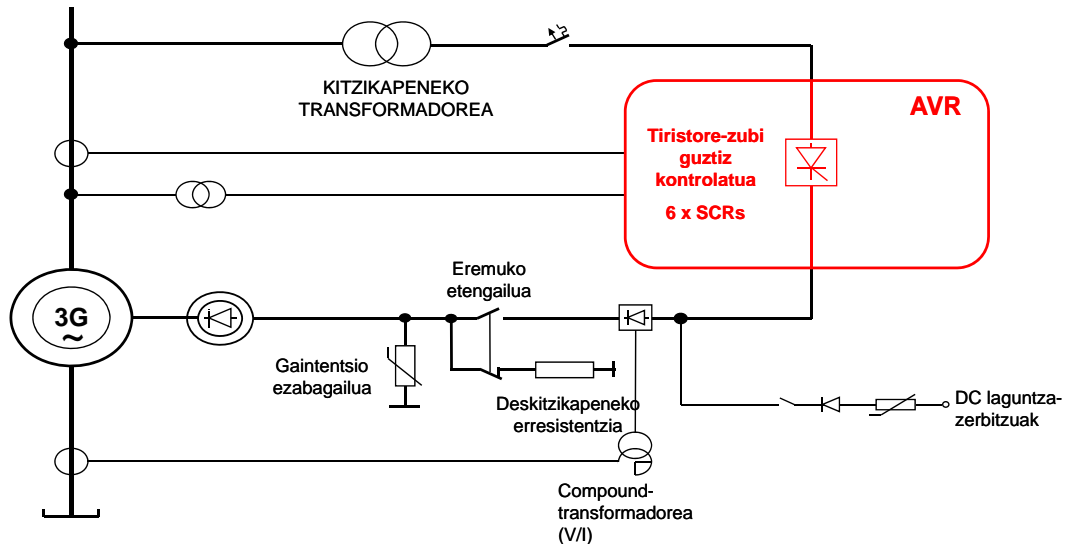 KITZIKAPENEKO
TRANSFORMADOREA
AVR
Tiristore-zubi
guztiz
kontrolatua
6 x SCRs
3G
~
Eremuko
etengailua
Gaintentsio
ezabagailua
Deskitzikapeneko
erresistentzia
DC laguntza-
zerbitzuak
Compound-
transformadorea
(V/I)